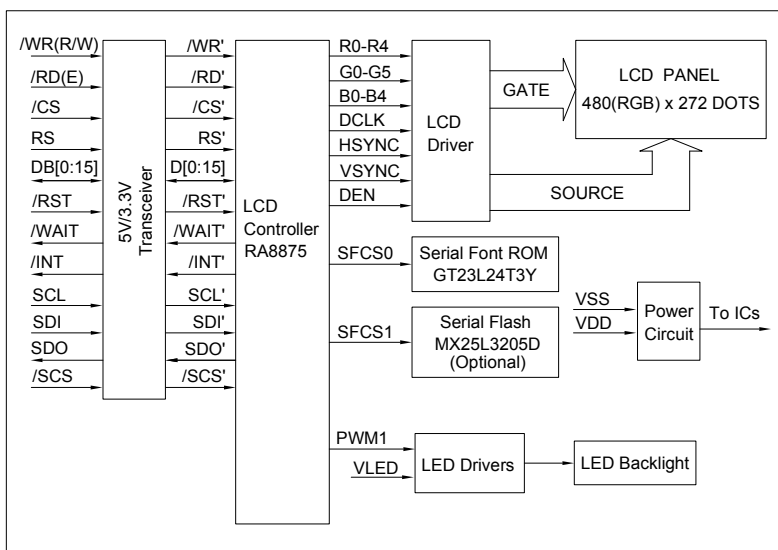 /WR(R/W)
/RD(E)
/CS
RS
DB[0:15]
/RST
/WAIT
/INT
SCL
SDI
SDO
/SCS
5V/3.3V
Transceiver
/WR'
/RD'
/CS'
RS'
D[0:15]
/RST'
/WAIT'
/INT'
SCL'
SDI'
SDO'
/SCS'
LCD
Controller
RA8875
R0-R4
G0-G5
B0-B4
DCLK
HSYNC
VSYNC
DEN
SFCS0
SFCS1
PWM1
VLED
LCD
Driver
GATE
SOURCE
LCD PANEL
480(RGB) x 272 DOTS
Serial Font ROM
GT23L24T3Y
Serial Flash
MX25L3205D
(Optional)
VSS
VDD
Power
Circuit
To ICs
LED Drivers
LED Backlight